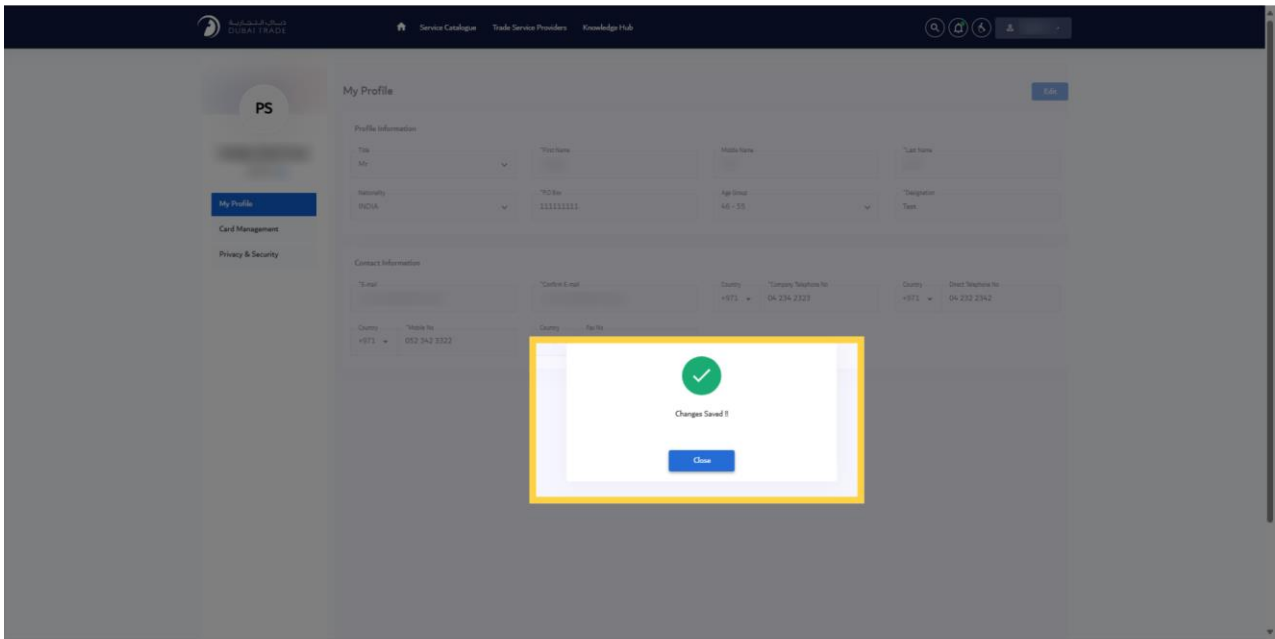 دبي التجارية
DUBAI TRADE
Service Catalogue Trade Service Providers Knowledge Hub
PS
My Profile
Edit
My Profile
Card Management
Privacy & Security
Profile Information
Title *First Name Middle Name *Last Name
Mr.
Nationality *P.O Box Age Group *Designation
INDIA 111111111 46 - 55
Contact Information
*E-mail *Confirm E-mail Country *Company Telephone No Country Direct Telephone No
+971 04 234 2323 +971 04 232 2342
Country *Mobile No Country Fax No
+971 052 342 3322
Changes Saved !!
Close